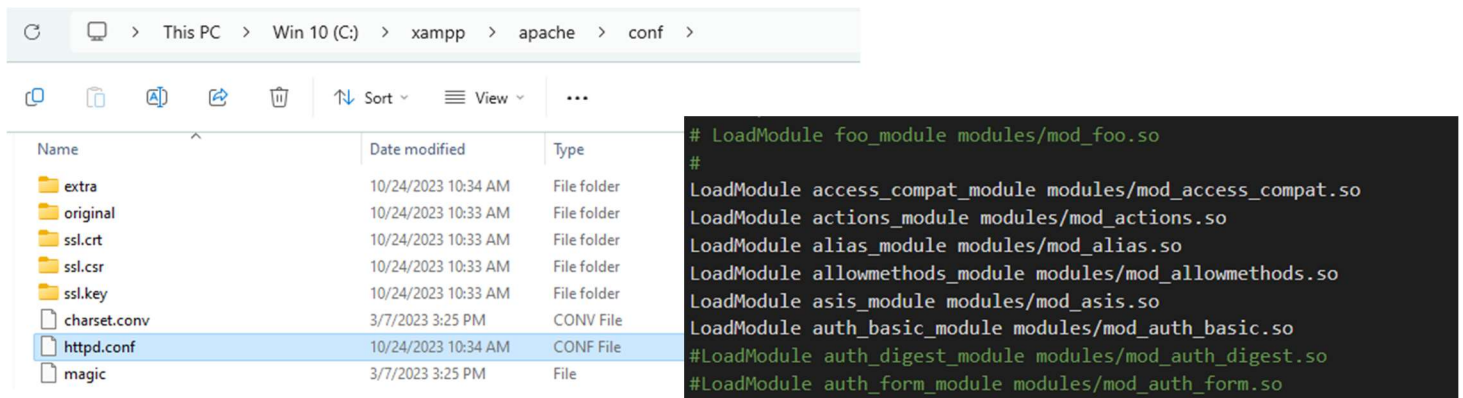 This PC > Win 10 (C:) > xampp > apache > conf >
Sort View ...
Name Date modified Type
extra 10/24/2023 10:34 AM File folder
original 10/24/2023 10:33 AM File folder
ssl.crt 10/24/2023 10:33 AM File folder
ssl.csr 10/24/2023 10:33 AM File folder
ssl.key 10/24/2023 10:33 AM File folder
charset.conv 3/7/2023 3:25 PM CONV File
httpd.conf 10/24/2023 10:34 AM CONF File
magic 3/7/2023 3:25 PM File
# LoadModule foo_module modules/mod_foo.so
#
LoadModule access_compat_module modules/mod_access_compat.so
LoadModule actions_module modules/mod_actions.so
LoadModule alias_module modules/mod_alias.so
LoadModule allowmethods_module modules/mod_allowmethods.so
LoadModule asis_module modules/mod_asis.so
LoadModule auth_basic_module modules/mod_auth_basic.so
#LoadModule auth_digest_module modules/mod_auth_digest.so
#LoadModule auth_form_module modules/mod_auth_form.so